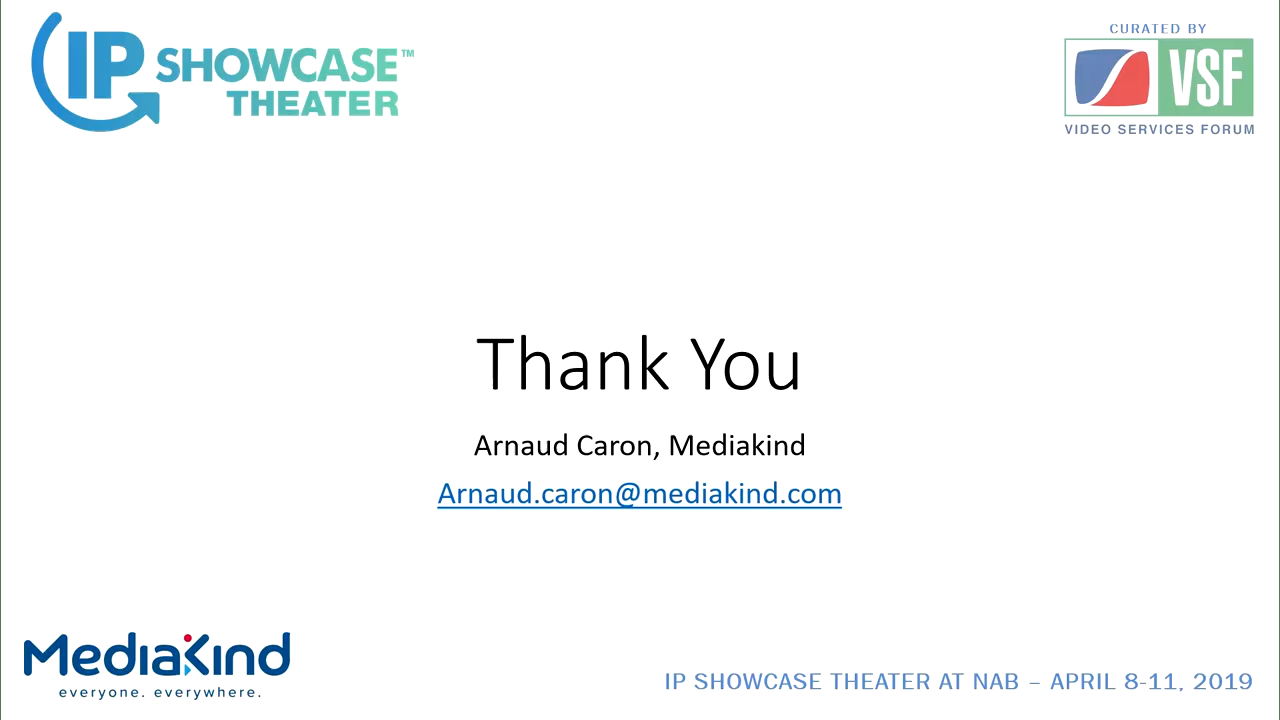 IP SHOWCASE™
THEATER
CURATED BY
VSF
VIDEO SERVICES FORUM
Thank You
Arnaud Caron, Mediakind
Arnaud.caron@mediakind.com
MediaKind
everyone. everywhere.
IP SHOWCASE THEATER AT NAB – APRIL 8-11, 2019